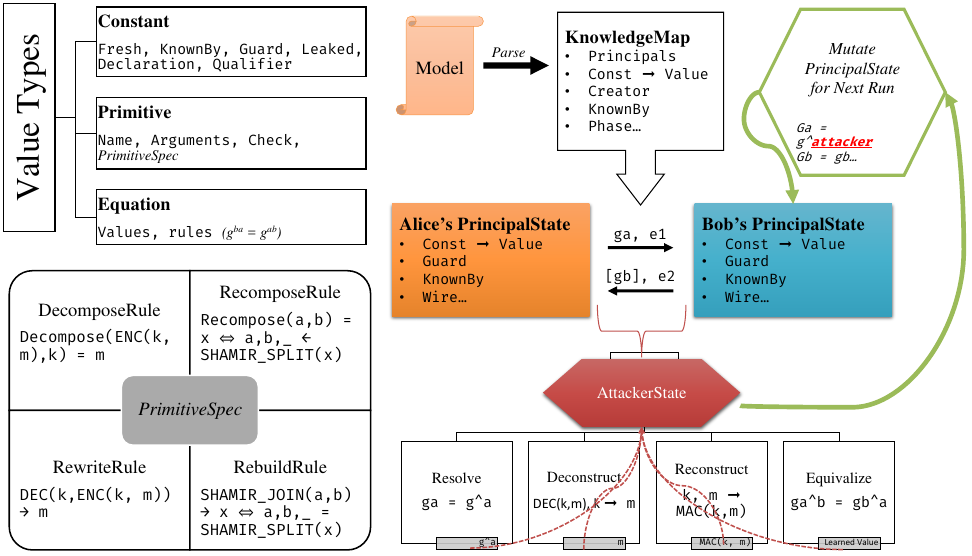 Value Types
Constant
Fresh, KnownBy, Guard, Leaked,
Declaration, Qualifier
Primitive
Name, Arguments, Check,
PrimitiveSpec
Equation
Values, rules (g^ba = g^ab)
Model
Parse
KnowledgeMap
• Principals
• Const → Value
• Creator
• KnownBy
• Phase…
Mutate
PrincipalState
for Next Run
Ga =
g^attacker
Gb = gb…
Alice's PrincipalState
• Const → Value
• Guard
• KnownBy
• Wire…
ga, e1
[gb], e2
Bob's PrincipalState
• Const → Value
• Guard
• KnownBy
• Wire…
DecomposeRule
Decompose(ENC(k,
m),k) = m
RecomposeRule
Recompose(a,b) =
x ⇔ a,b,_ ←
SHAMIR_SPLIT(x)
PrimitiveSpec
RewriteRule
DEC(k,ENC(k, m))
→ m
RebuildRule
SHAMIR_JOIN(a,b)
→ x ⇔ a,b,_ =
SHAMIR_SPLIT(x)
AttackerState
Resolve
ga = g^a
g^a
Deconstruct
DEC(k,m), k → m
m
Reconstruct
k, m →
MAC(k,m)
MAC(k, m)
Equivalize
ga^b = gb^a
Learned Value